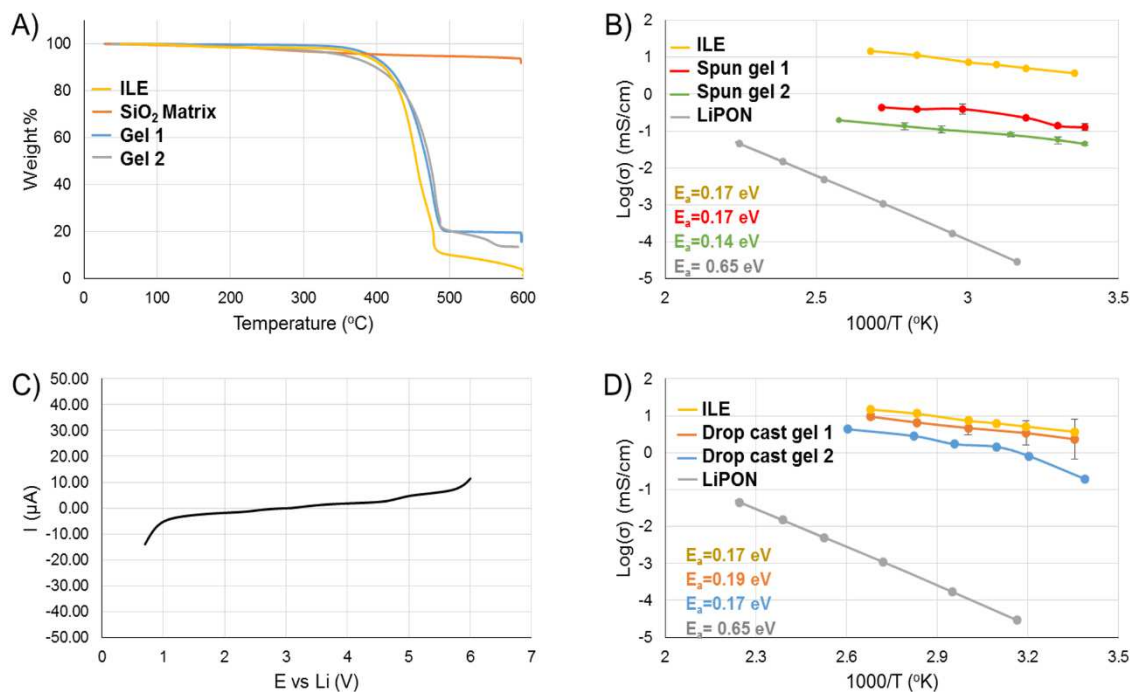 A)
100
80
60
40
20
0
Weight %
ILE
SiO₂ Matrix
Gel 1
Gel 2
0 100 200 300 400 500 600
Temperature (ºC)
B)
2
1
0
-1
-2
-3
-4
-5
Log(σ) (mS/cm)
ILE
Spun gel 1
Spun gel 2
LiPON
Eₐ=0.17 eV
Eₐ=0.17 eV
Eₐ=0.14 eV
Eₐ= 0.65 eV
2 2.5 3 3.5
1000/T (ºK)
C)
50.00
40.00
30.00
20.00
10.00
0.00
-10.00
-20.00
-30.00
-40.00
-50.00
I (µA)
0 1 2 3 4 5 6 7
E vs Li (V)
D)
2
1
0
-1
-2
-3
-4
-5
Log(σ) (mS/cm)
ILE
Drop cast gel 1
Drop cast gel 2
LiPON
Eₐ=0.17 eV
Eₐ=0.19 eV
Eₐ=0.17 eV
Eₐ= 0.65 eV
2 2.3 2.6 2.9 3.2 3.5
1000/T (ºK)